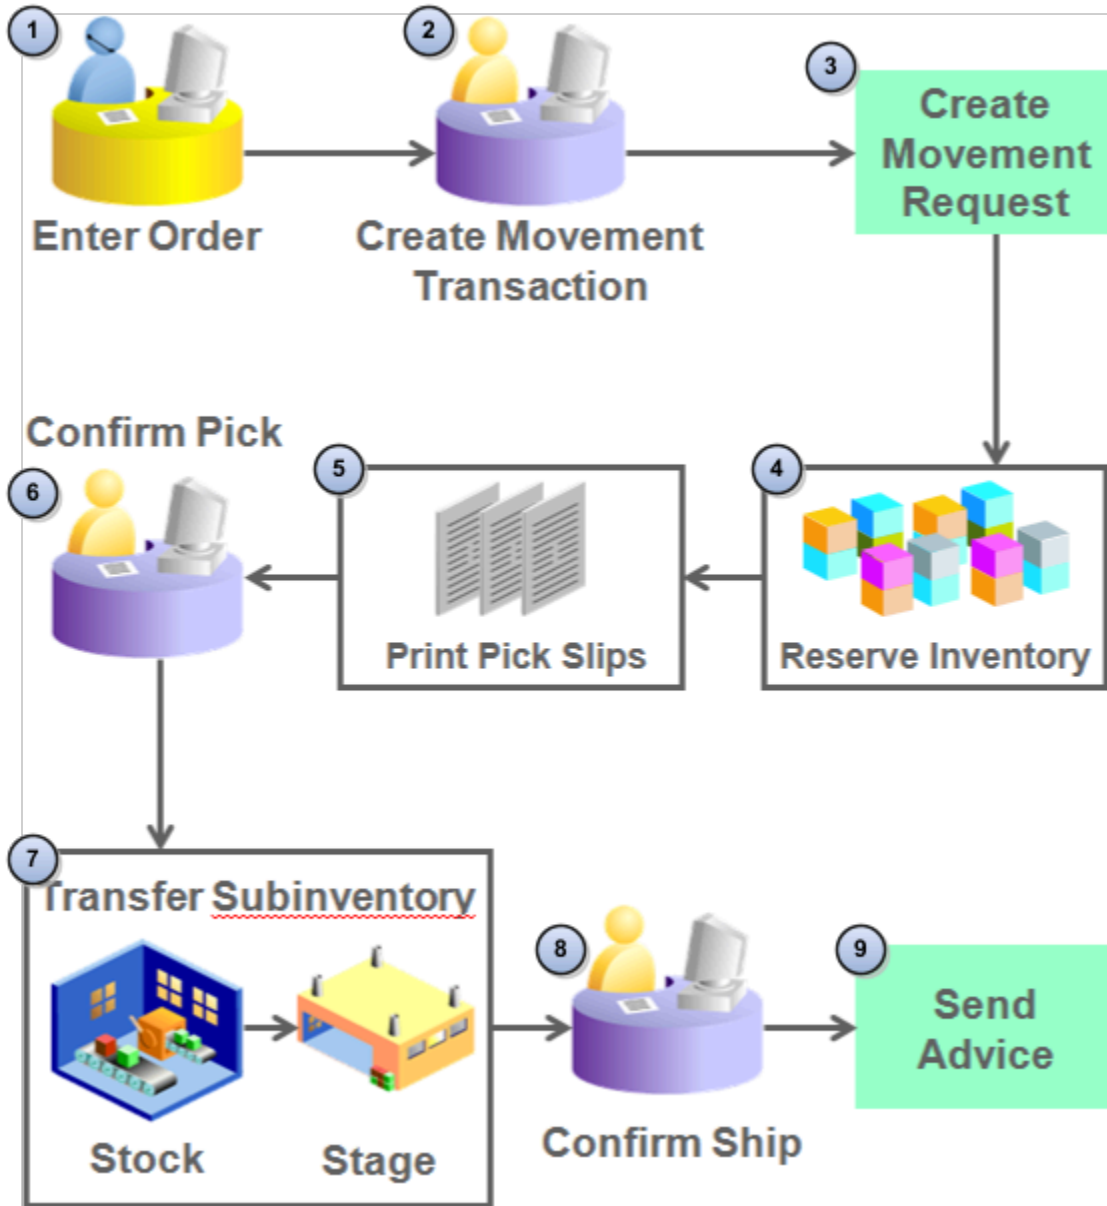 1
Enter Order
2
Create Movement
Transaction
3
Create
Movement
Request
4
Reserve Inventory
5
Print Pick Slips
6
Confirm Pick
7
Transfer Subinventory
Stock
Stage
8
Confirm Ship
9
Send
Advice